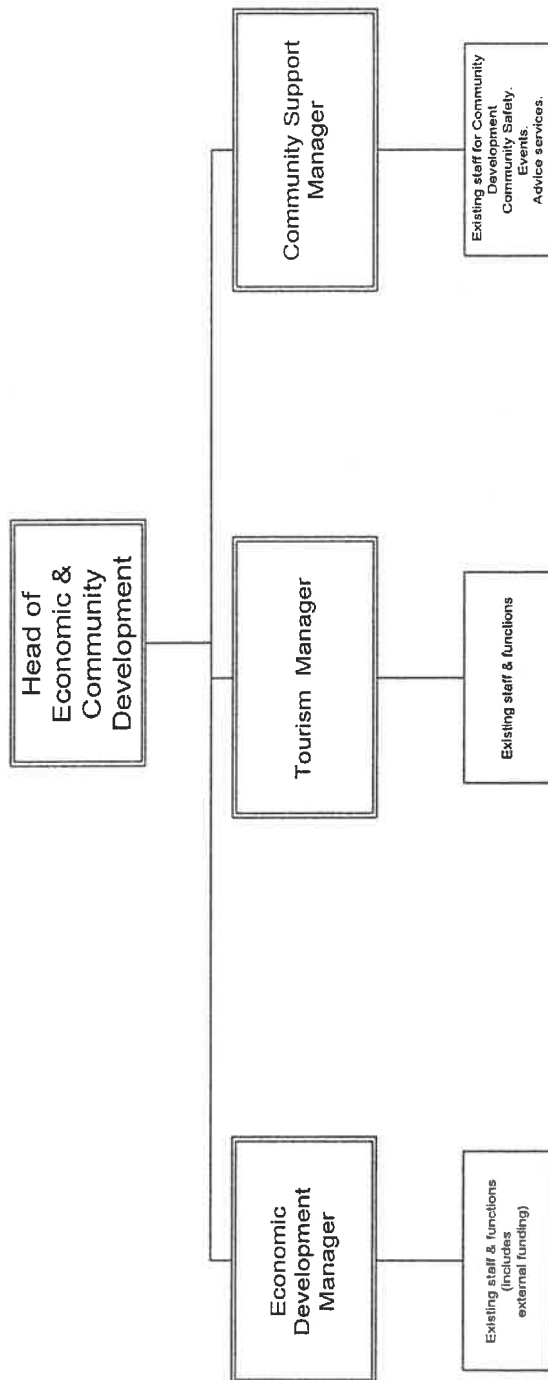 Head of
Economic &
Community
Development
Economic
Development
Manager
Tourism Manager
Community Support
Manager
Existing staff & functions
(Includes
external funding)
Existing staff & functions
Existing staff for Community
Development
Community Safety.
Events.
Advice services.